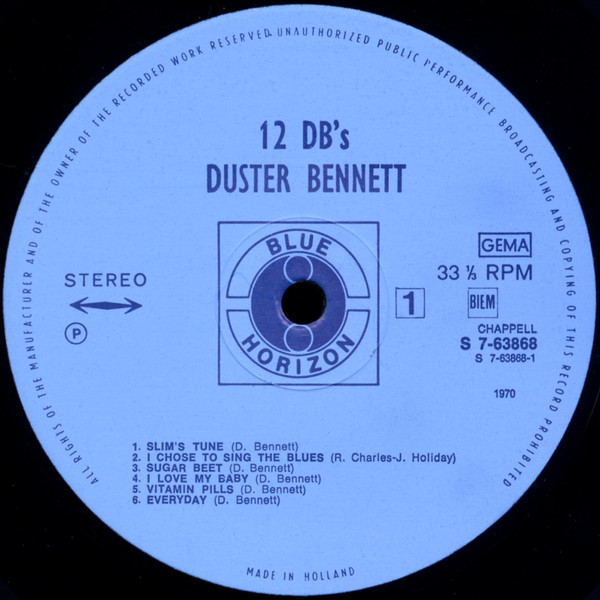 ALL RIGHTS OF THE MANUFACTURER AND OF THE OWNER OF THE RECORDED WORK RESERVED. UNAUTHORIZED PUBLIC PERFORMANCE BROADCASTING AND COPYING OF THIS RECORD PROHIBITED
12 DB's
DUSTER BENNETT
BLUE
HORIZON
STEREO
P
GEMA
33 ⅓ RPM
1
BIEM
CHAPPELL
S 7-63868
S 7-63868-1
1970
1. SLIM'S TUNE (D. Bennett)
2. I CHOSE TO SING THE BLUES (R. Charles-J. Holiday)
3. SUGAR BEET (D. Bennett)
4. I LOVE MY BABY (D. Bennett)
5. VITAMIN PILLS (D. Bennett)
6. EVERYDAY (D. Bennett)
MADE IN HOLLAND